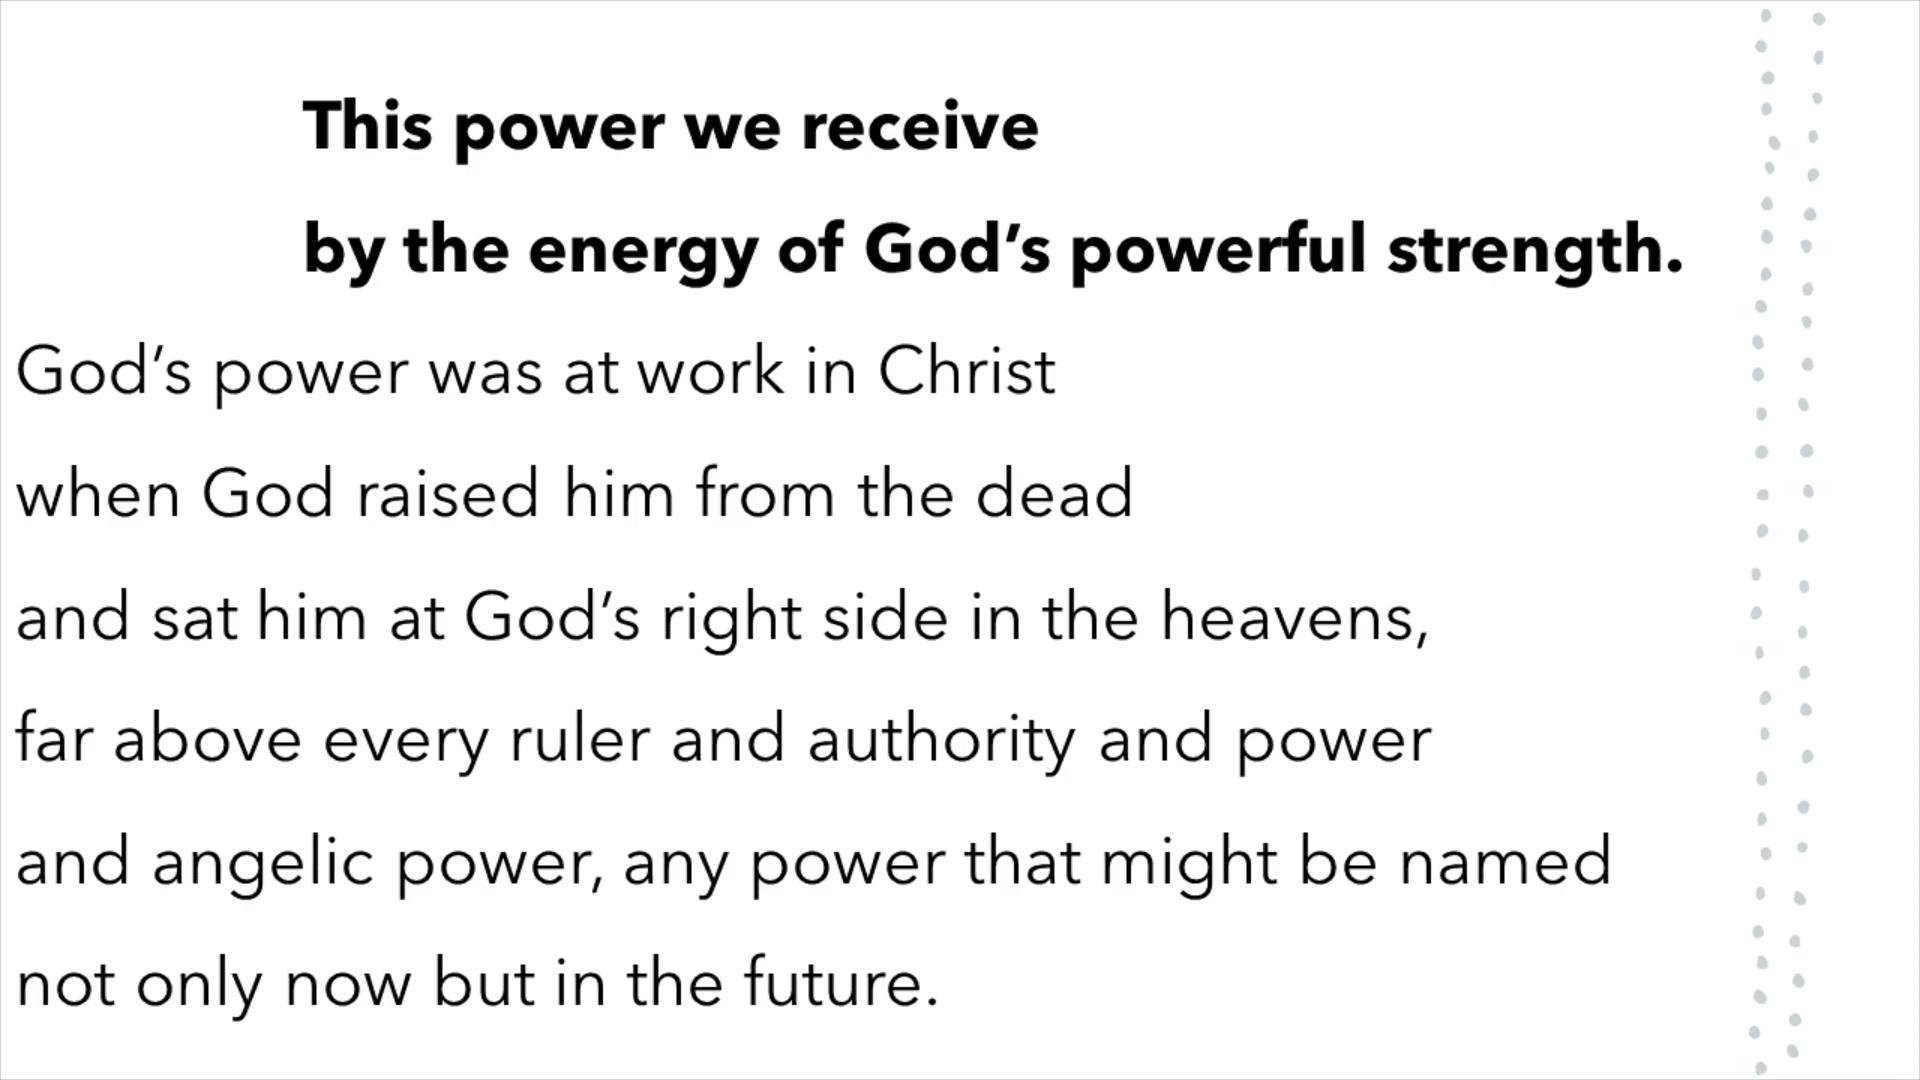 This power we receive
by the energy of God’s powerful strength.
God’s power was at work in Christ
when God raised him from the dead
and sat him at God’s right side in the heavens,
far above every ruler and authority and power
and angelic power, any power that might be named
not only now but in the future.